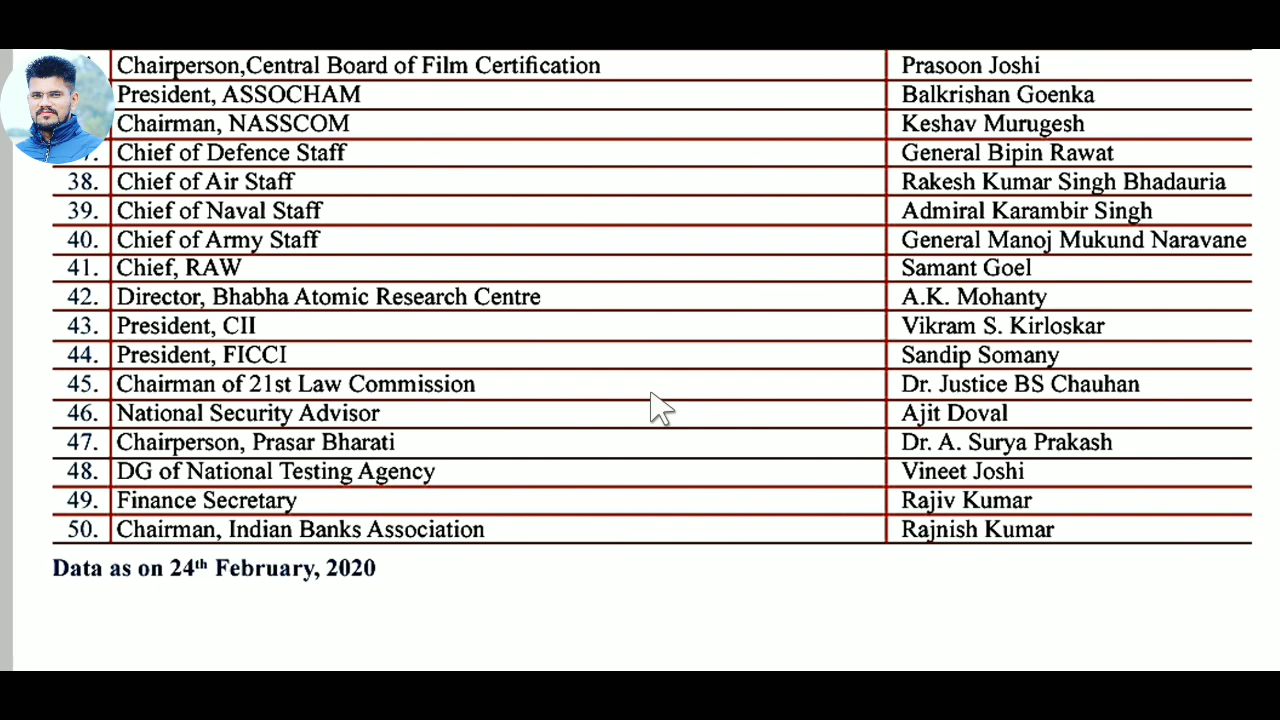 Chairperson,Central Board of Film Certification Prasoon Joshi
President, ASSOCHAM Balkrishan Goenka
Chairman, NASSCOM Keshav Murugesh
Chief of Defence Staff General Bipin Rawat
38. Chief of Air Staff Rakesh Kumar Singh Bhadauria
39. Chief of Naval Staff Admiral Karambir Singh
40. Chief of Army Staff General Manoj Mukund Naravane
41. Chief, RAW Samant Goel
42. Director, Bhabha Atomic Research Centre A.K. Mohanty
43. President, CII Vikram S. Kirloskar
44. President, FICCI Sandip Somany
45. Chairman of 21st Law Commission Dr. Justice BS Chauhan
46. National Security Advisor Ajit Doval
47. Chairperson, Prasar Bharati Dr. A. Surya Prakash
48. DG of National Testing Agency Vineet Joshi
49. Finance Secretary Rajiv Kumar
50. Chairman, Indian Banks Association Rajnish Kumar
Data as on 24th February, 2020